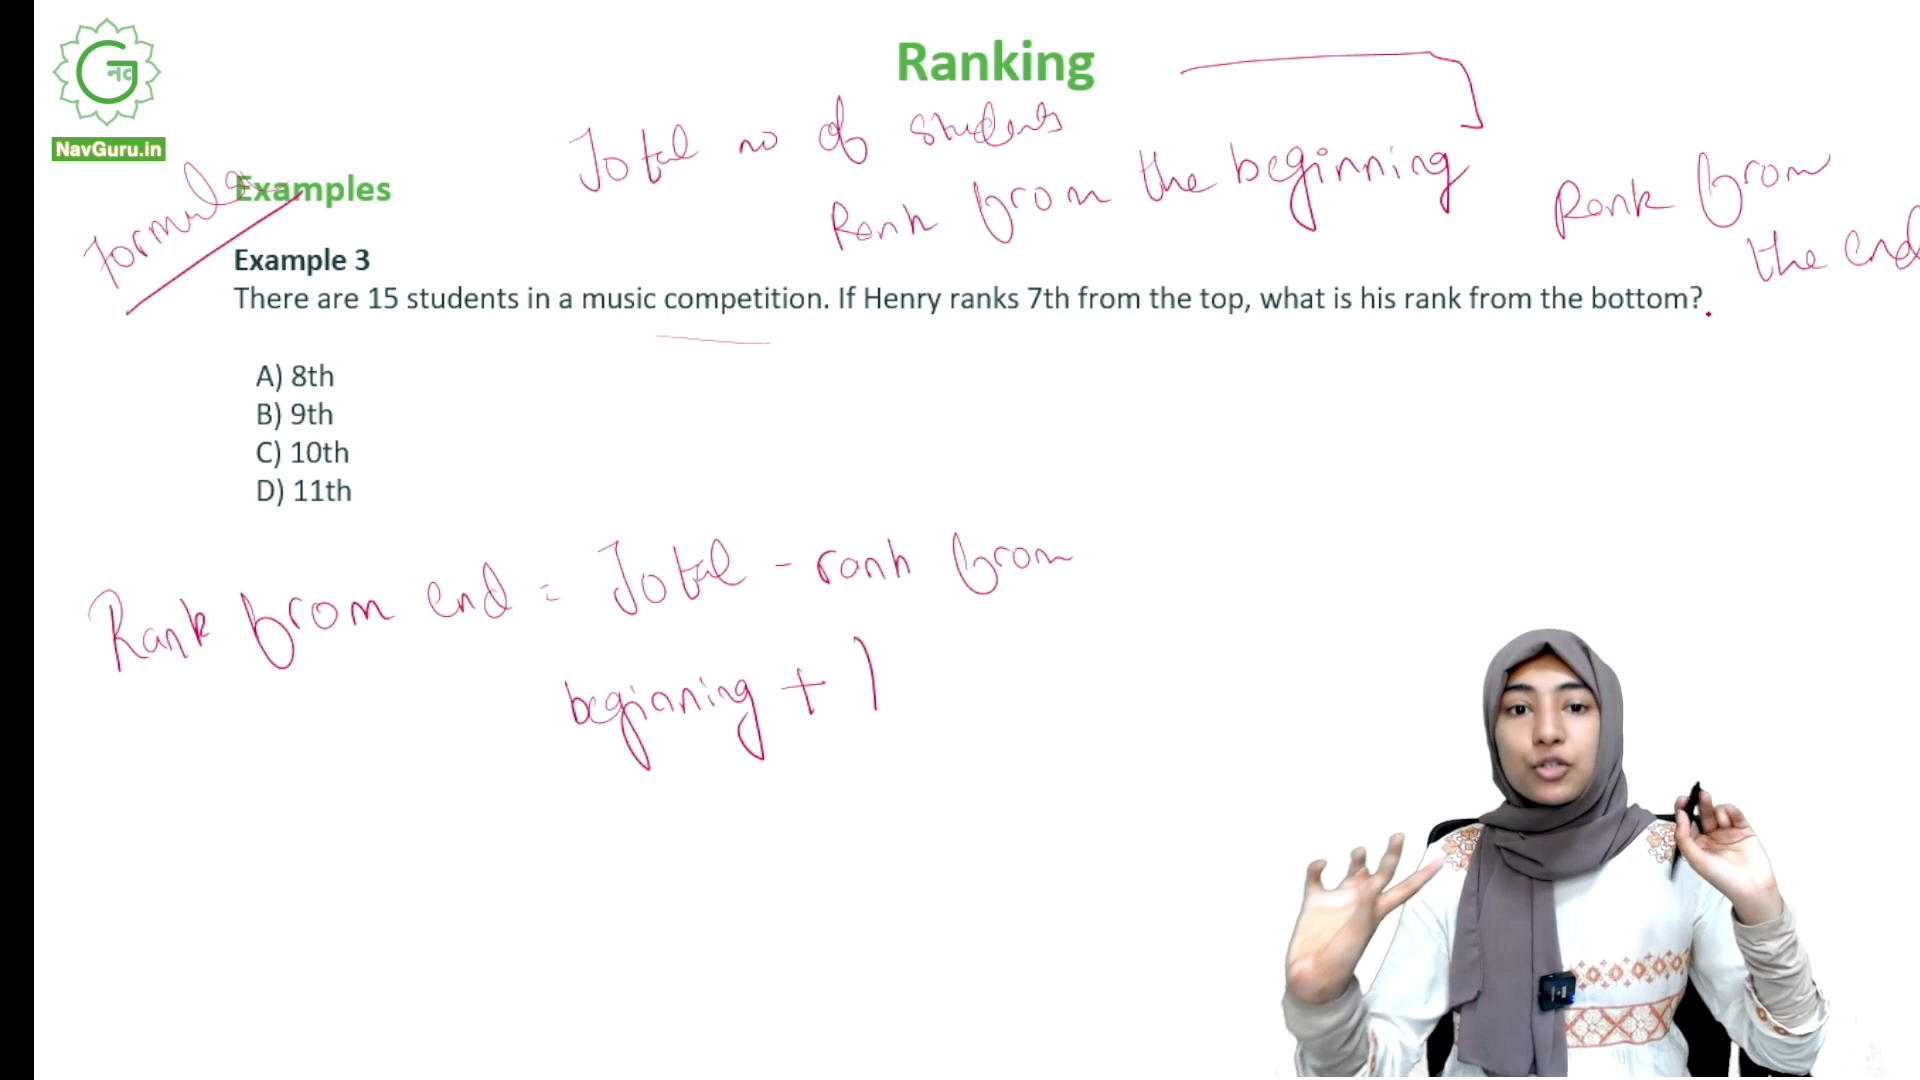 नव
NavGuru.in
Ranking
Total no of students
Rank from the beginning
Rank from
the end
Formula
Examples
Example 3
There are 15 students in a music competition. If Henry ranks 7th from the top, what is his rank from the bottom?
A) 8th
B) 9th
C) 10th
D) 11th
Rank from end = Total - rank from
beginning + 1